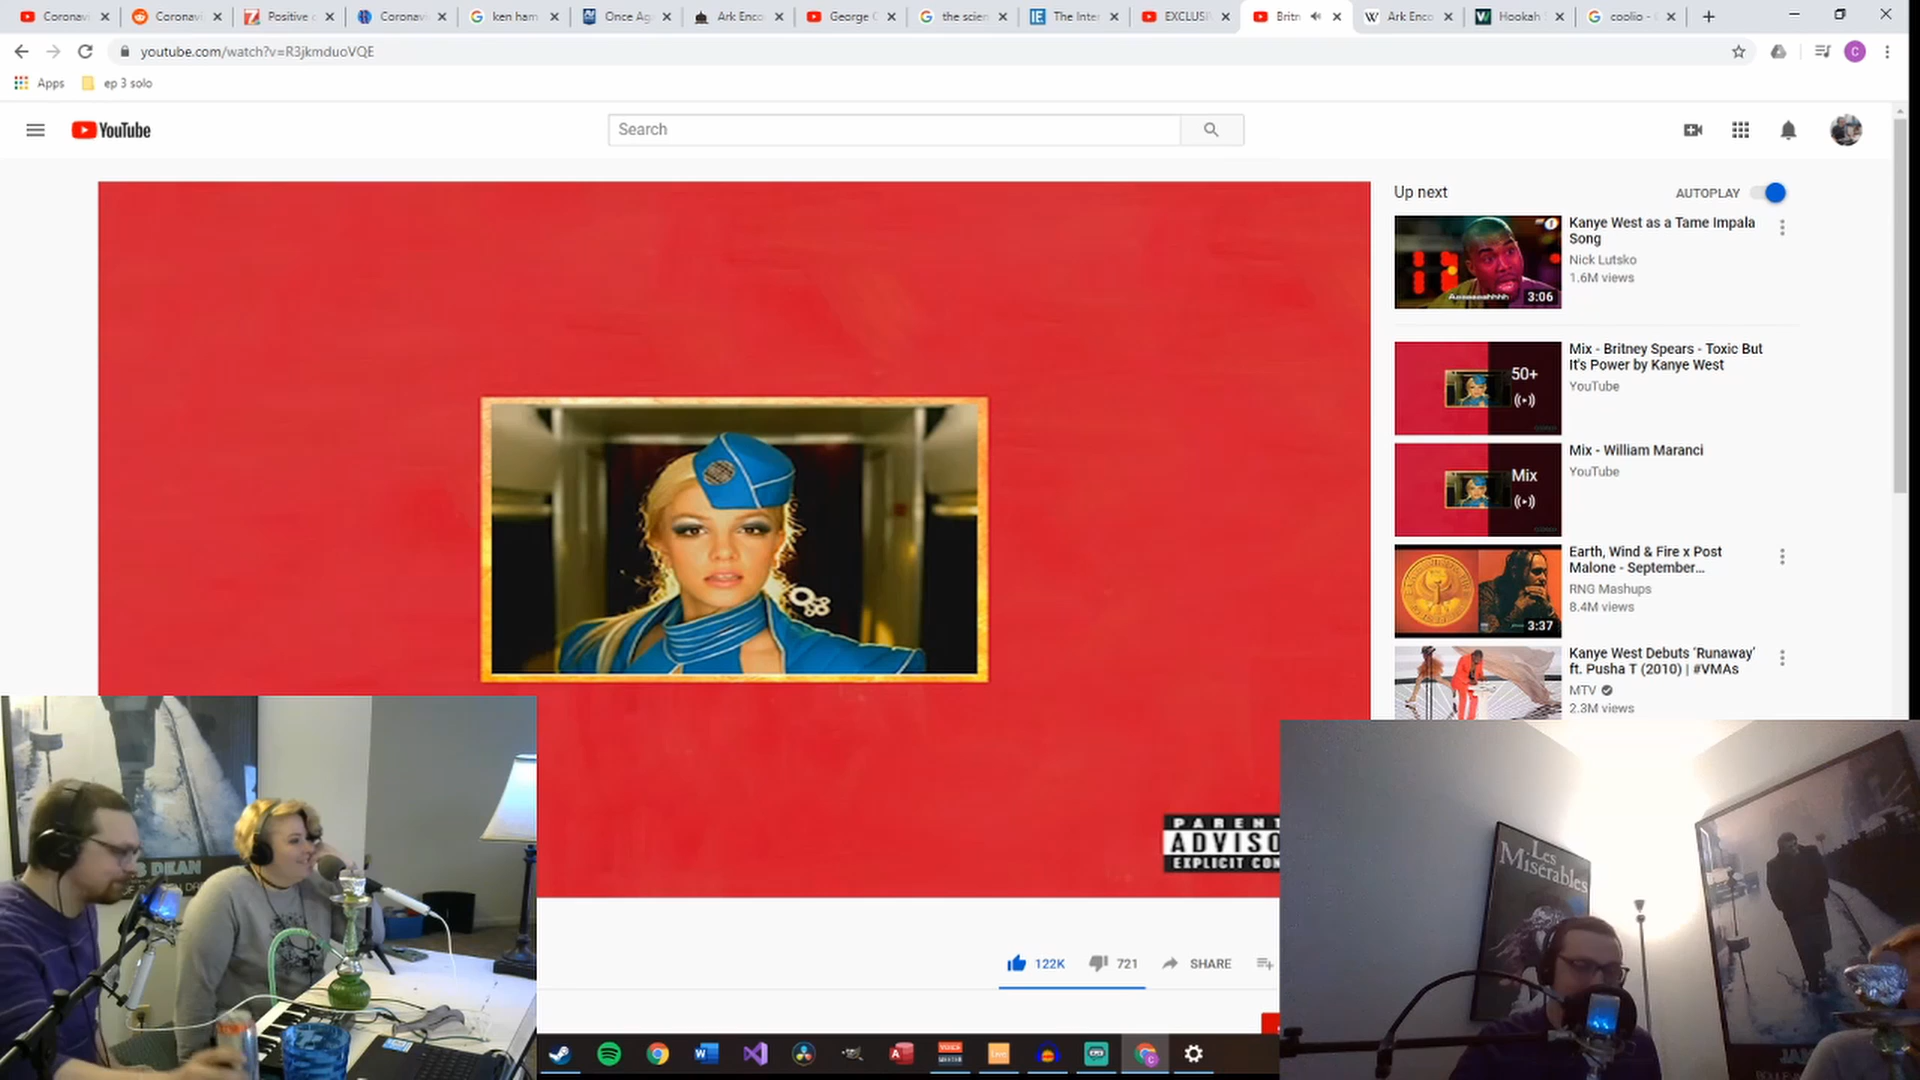 Coronavi
Coronavi
Positive c
Coronavi
ken ham
Once Aga
Ark Enco
George C
the scien
The Inter
EXCLUSI
Britn
Ark Enco
Hookah
coolio -
youtube.com/watch?v=R3jkmduoVQE
Apps
ep 3 solo
YouTube
Search
Up next
AUTOPLAY
Kanye West as a Tame Impala
Song
Nick Lutsko
1.6M views
3:06
Mix - Britney Spears - Toxic But
It's Power by Kanye West
YouTube
50+
Mix - William Maranci
YouTube
Mix
Earth, Wind & Fire x Post
Malone - September...
RNG Mashups
8.4M views
3:37
Kanye West Debuts 'Runaway'
ft. Pusha T (2010) | #VMAs
MTV
2.3M views
PARENT
ADVISO
EXPLICIT CON
122K
721
SHARE
Les
Misérables
DEAN
Live